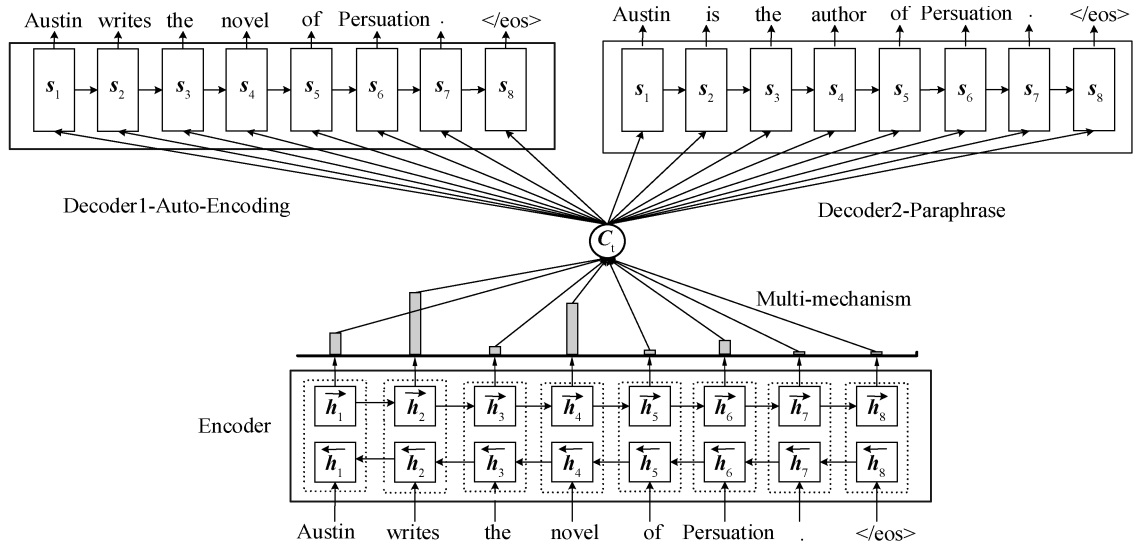 Austin writes the novel of Persuation . </eos>
Austin is the author of Persuation . </eos>
s1 s2 s3 s4 s5 s6 s7 s8
s1 s2 s3 s4 s5 s6 s7 s8
Decoder1-Auto-Encoding
Decoder2-Paraphrase
Ct
Multi-mechanism
Encoder
h1 h2 h3 h4 h5 h6 h7 h8
h1 h2 h3 h4 h5 h6 h7 h8
Austin writes the novel of Persuation . </eos>